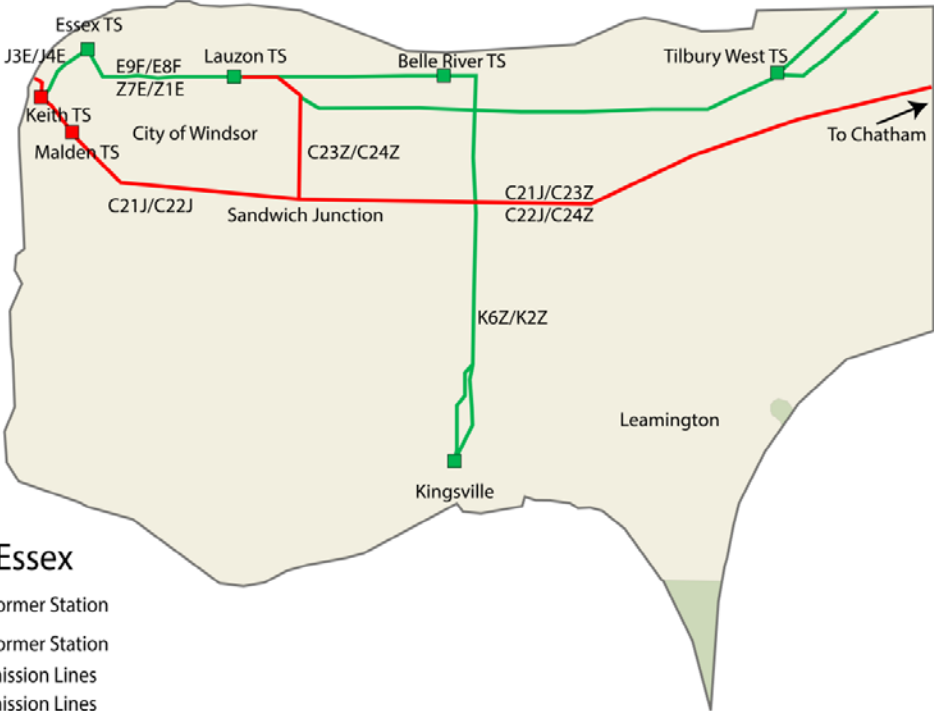 Essex TS
J3E/J4E
E9F/E8F
Lauzon TS
Belle River TS
Tilbury West TS
Z7E/Z1E
Keith TS
City of Windsor
To Chatham
Malden TS
C23Z/C24Z
C21J/C22J
Sandwich Junction
C21J/C23Z
C22J/C24Z
K6Z/K2Z
Leamington
Kingsville
Essex
ormer Station
ormer Station
ission Lines
ission Lines